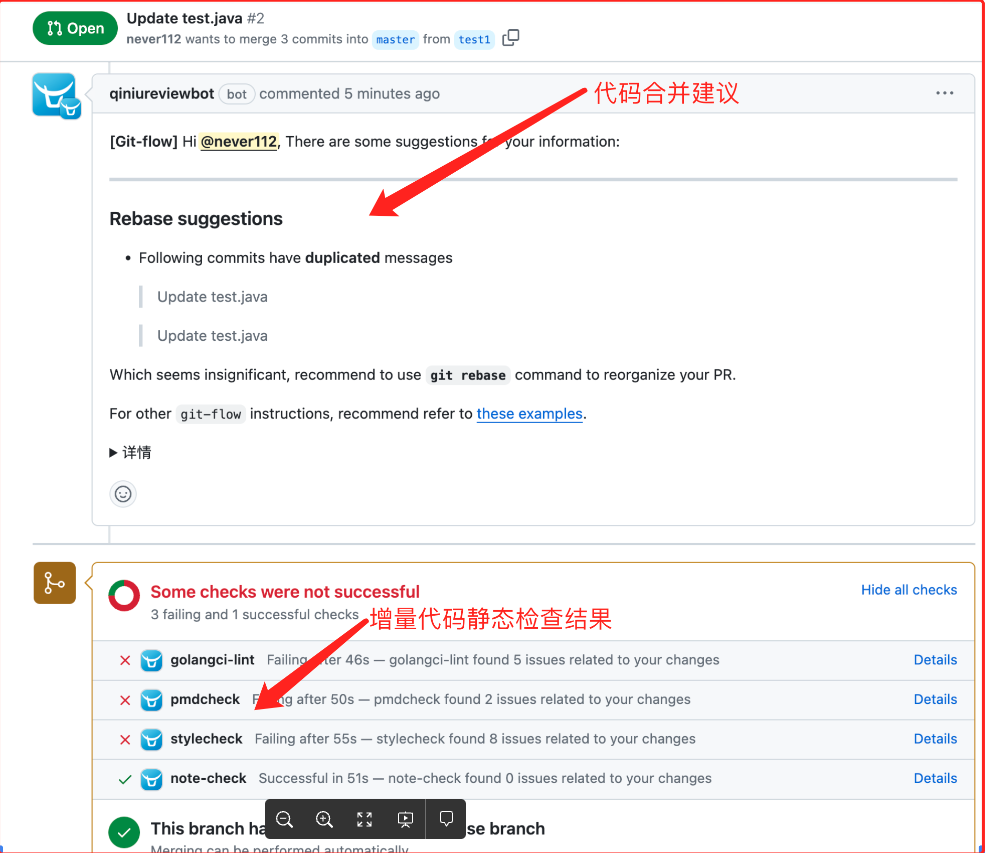 Open
Update test.java #2
never112 wants to merge 3 commits into master from test1
qiniureviewbot bot commented 5 minutes ago
代码合并建议
[Git-flow] Hi @never112, There are some suggestions for your information:
Rebase suggestions
• Following commits have duplicated messages
Update test.java
Update test.java
Which seems insignificant, recommend to use git rebase command to reorganize your PR.
For other git-flow instructions, recommend refer to these examples.
详情
Some checks were not successful
Hide all checks
3 failing and 1 successful checks
增量代码静态检查结果
golangci-lint Failing after 46s — golangci-lint found 5 issues related to your changes Details
pmdcheck Failing after 50s — pmdcheck found 2 issues related to your changes Details
stylecheck Failing after 55s — stylecheck found 8 issues related to your changes Details
note-check Successful in 51s — note-check found 0 issues related to your changes Details
This branch ha se branch
Merging can be performed automatically.